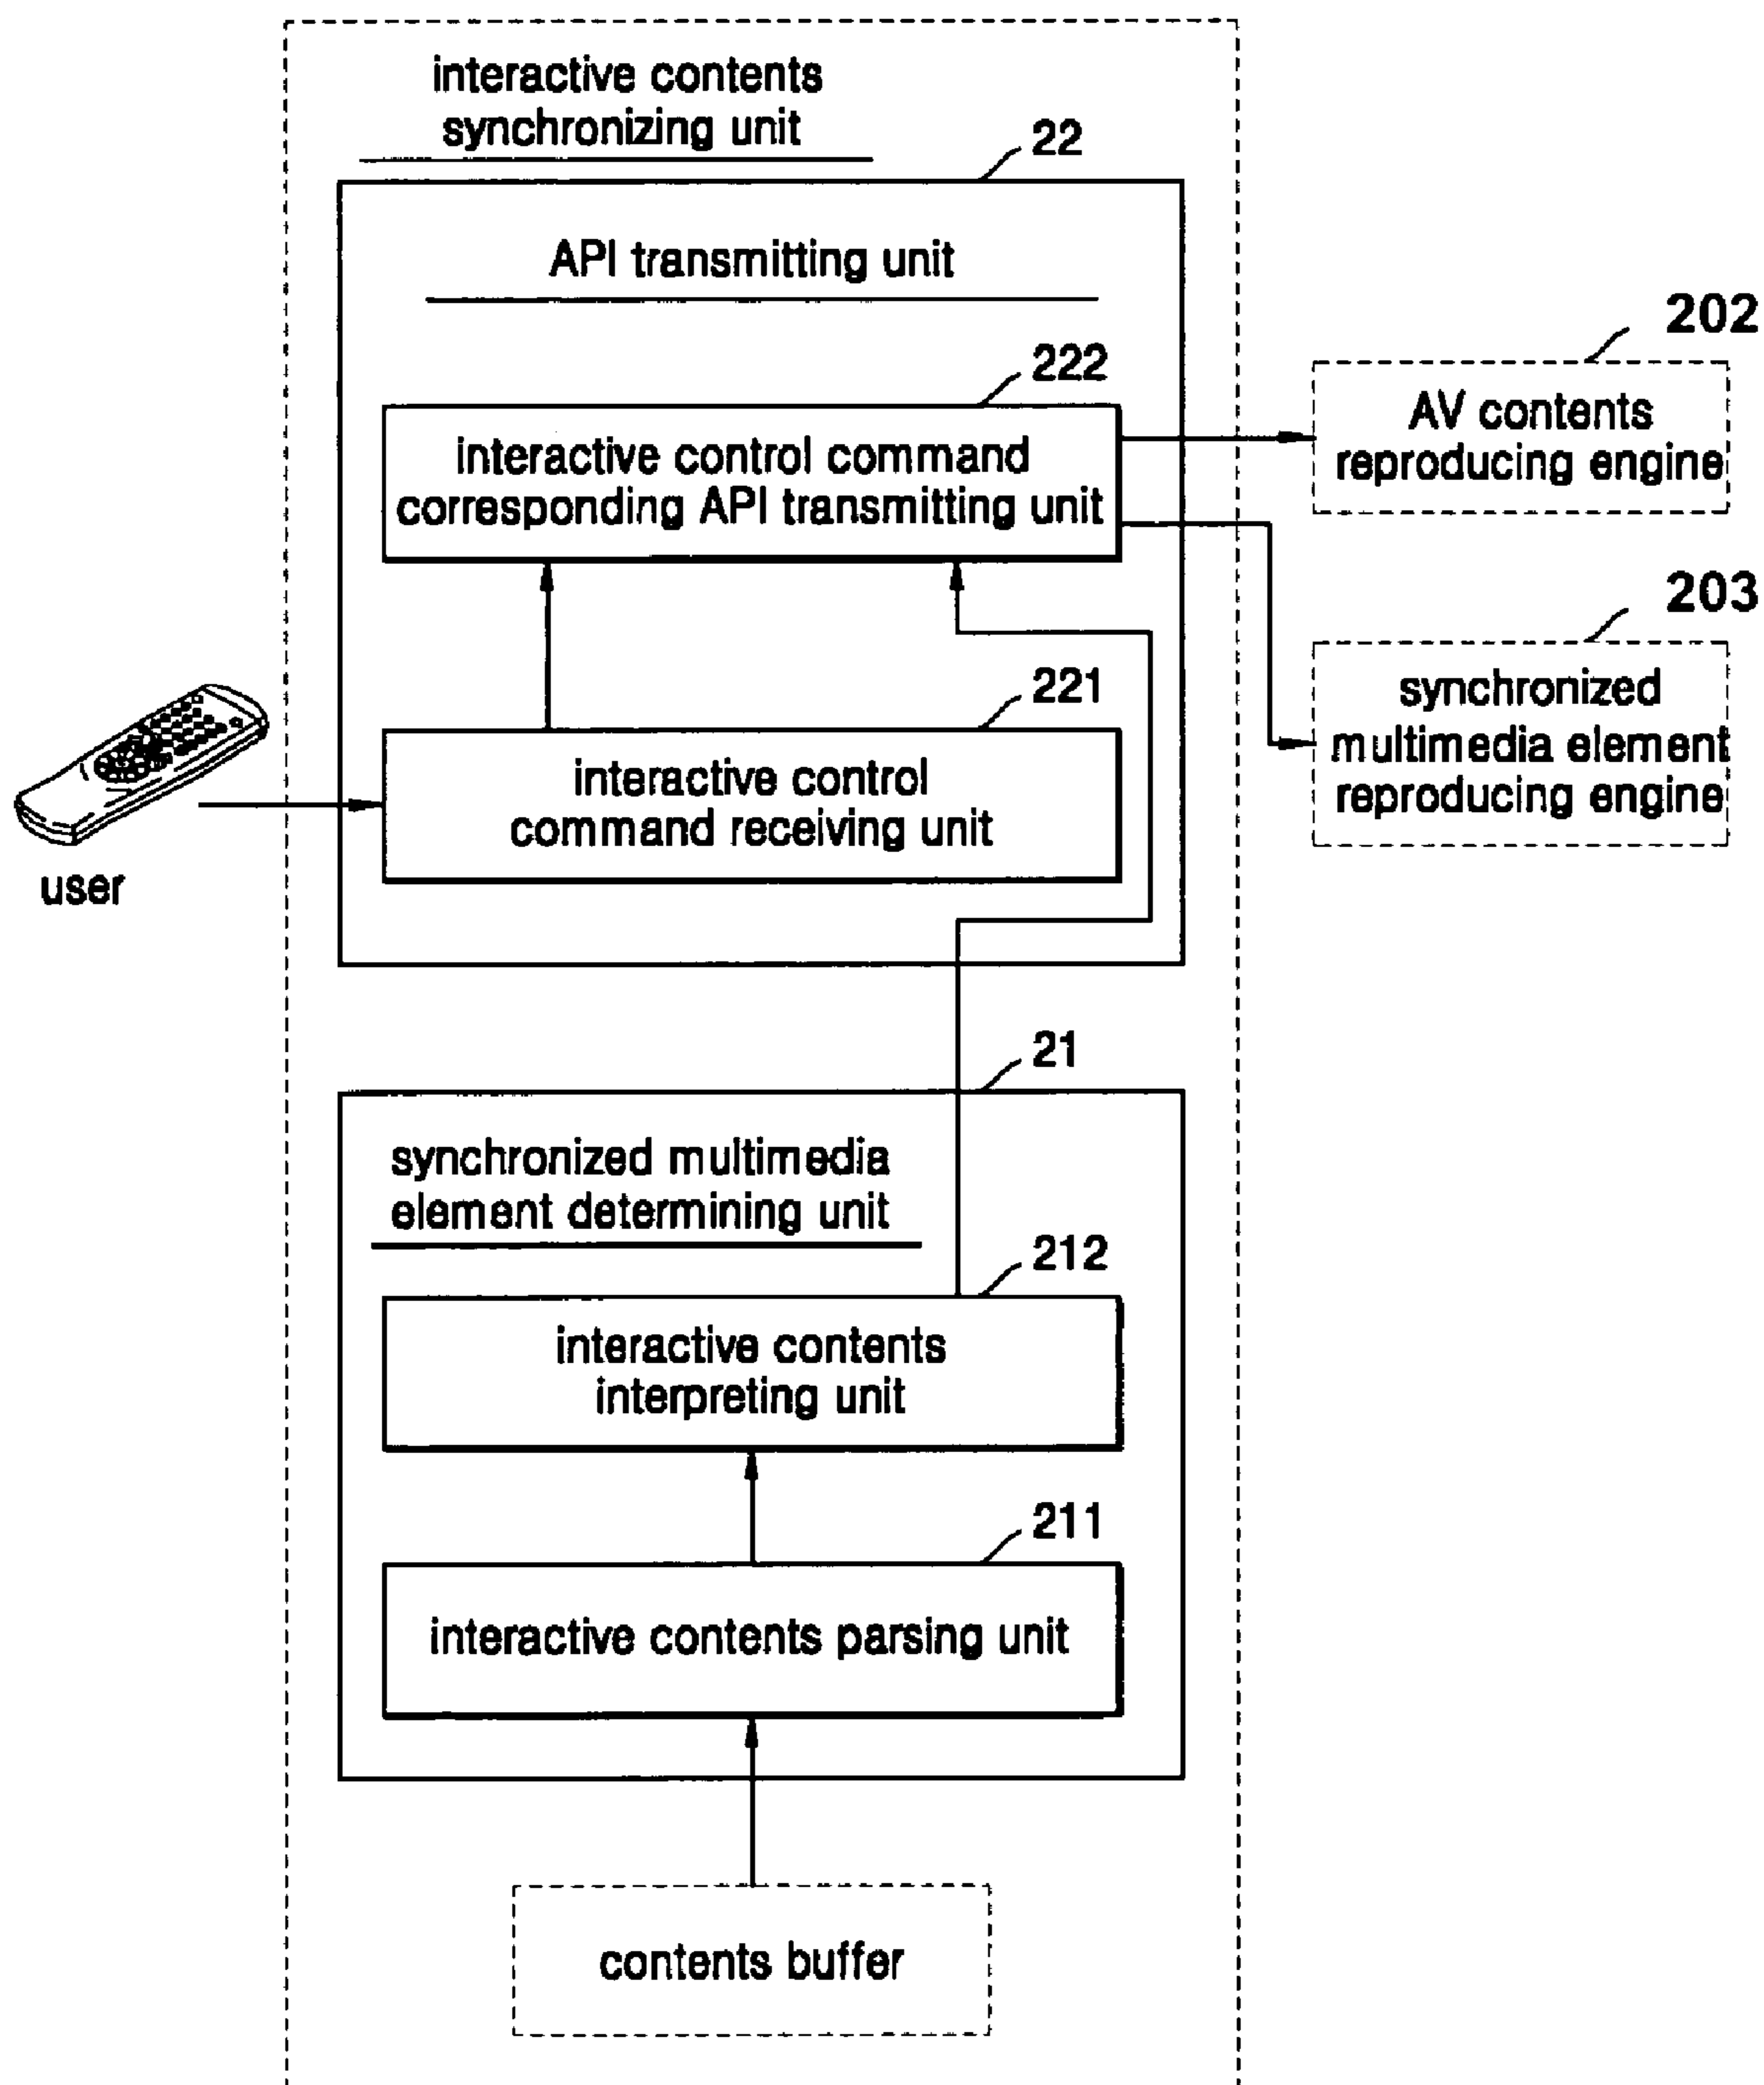 interactive contents
synchronizing unit
22
API transmitting unit
222
interactive control command
corresponding API transmitting unit
202
AV contents
reproducing engine
203
synchronized
multimedia element
reproducing engine
221
interactive control
command receiving unit
user
21
synchronized multimedia
element determining unit
212
interactive contents
interpreting unit
211
interactive contents parsing unit
contents buffer